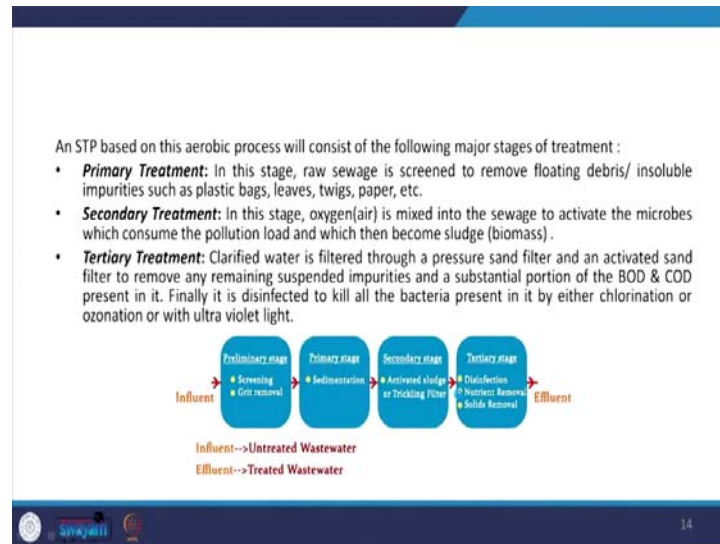 An STP based on this aerobic process will consist of the following major stages of treatment :
• Primary Treatment: In this stage, raw sewage is screened to remove floating debris/ insoluble
impurities such as plastic bags, leaves, twigs, paper, etc.
• Secondary Treatment: In this stage, oxygen(air) is mixed into the sewage to activate the microbes
which consume the pollution load and which then become sludge (biomass) .
• Tertiary Treatment: Clarified water is filtered through a pressure sand filter and an activated sand
filter to remove any remaining suspended impurities and a substantial portion of the BOD & COD
present in it. Finally it is disinfected to kill all the bacteria present in it by either chlorination or
ozonation or with ultra violet light.
Influent
Preliminary stage
Screening
Grit removal
Primary stage
Sedimentation
Secondary stage
Activated sludge
or Trickling Filter
Tertiary stage
Disinfection
Nutrient Removal
Solids Removal
Effluent
Influent-->Untreated Wastewater
Effluent-->Treated Wastewater
swayam
14